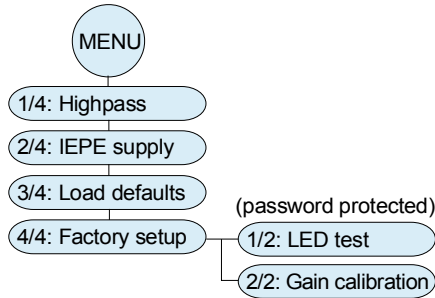 MENU
1/4: Highpass
2/4: IEPE supply
3/4: Load defaults
4/4: Factory setup
(password protected)
1/2: LED test
2/2: Gain calibration